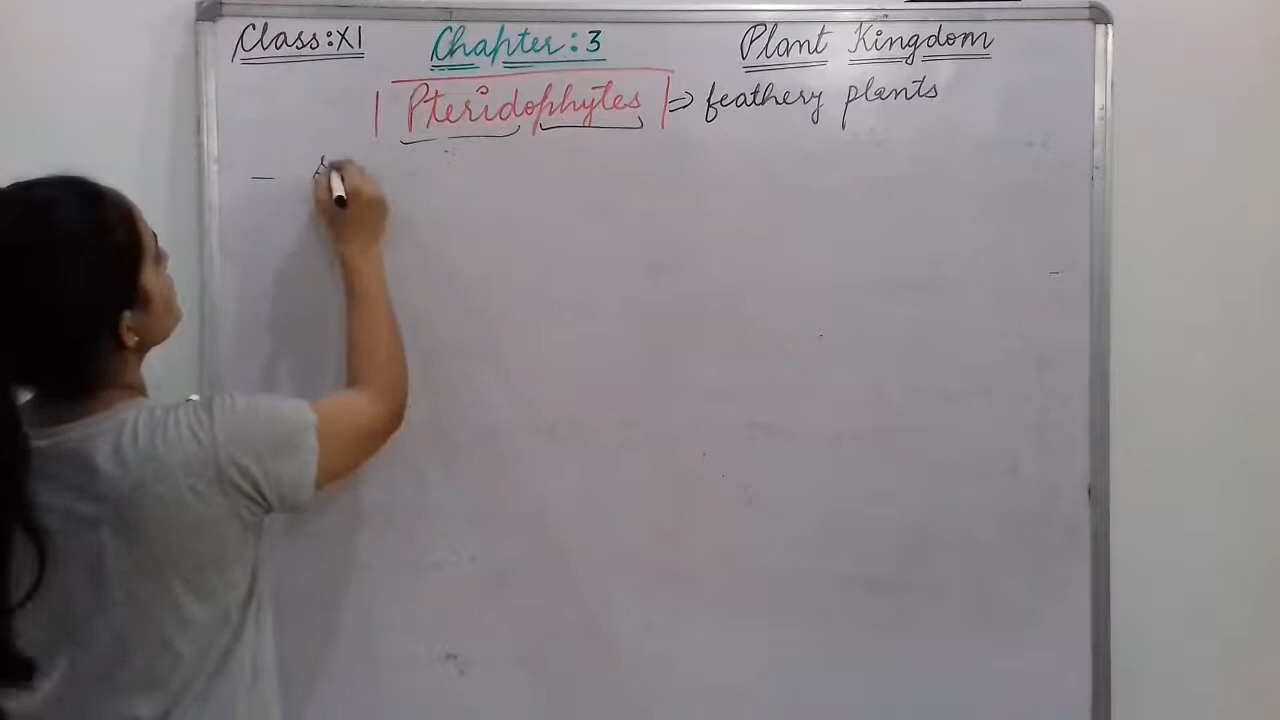 Class:XI Chapter:3 Plant Kingdom
Pteridophytes ⇒ feathery plants
—